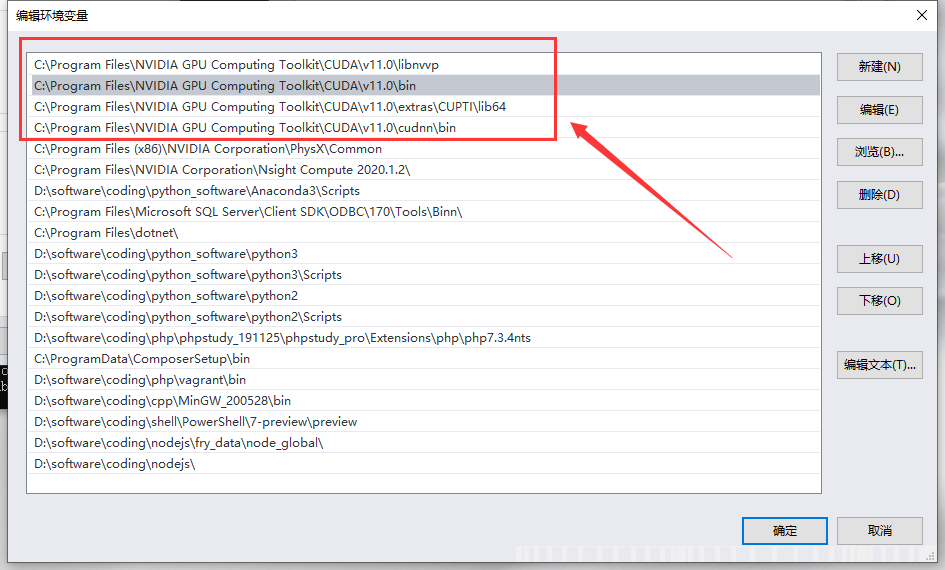 编辑环境变量
C:\Program Files\NVIDIA GPU Computing Toolkit\CUDA\v11.0\libnvvp
新建(N)
C:\Program Files\NVIDIA GPU Computing Toolkit\CUDA\v11.0\bin
C:\Program Files\NVIDIA GPU Computing Toolkit\CUDA\v11.0\extras\CUPTI\lib64
编辑(E)
C:\Program Files\NVIDIA GPU Computing Toolkit\CUDA\v11.0\cudnn\bin
C:\Program Files (x86)\NVIDIA Corporation\PhysX\Common
浏览(B)...
C:\Program Files\NVIDIA Corporation\Nsight Compute 2020.1.2\
D:\software\coding\python_software\Anaconda3\Scripts
删除(D)
C:\Program Files\Microsoft SQL Server\Client SDK\ODBC\170\Tools\Binn\
C:\Program Files\dotnet\
D:\software\coding\python_software\python3
上移(U)
D:\software\coding\python_software\python3\Scripts
D:\software\coding\python_software\python2
下移(O)
D:\software\coding\python_software\python2\Scripts
D:\software\coding\php\phpstudy_191125\phpstudy_pro\Extensions\php\php7.3.4nts
C:\ProgramData\ComposerSetup\bin
编辑文本(T)...
D:\software\coding\php\vagrant\bin
D:\software\coding\cpp\MinGW_200528\bin
D:\software\coding\shell\PowerShell\7-preview\preview
D:\software\coding\nodejs\fry_data\node_global\
D:\software\coding\nodejs\
确定
取消